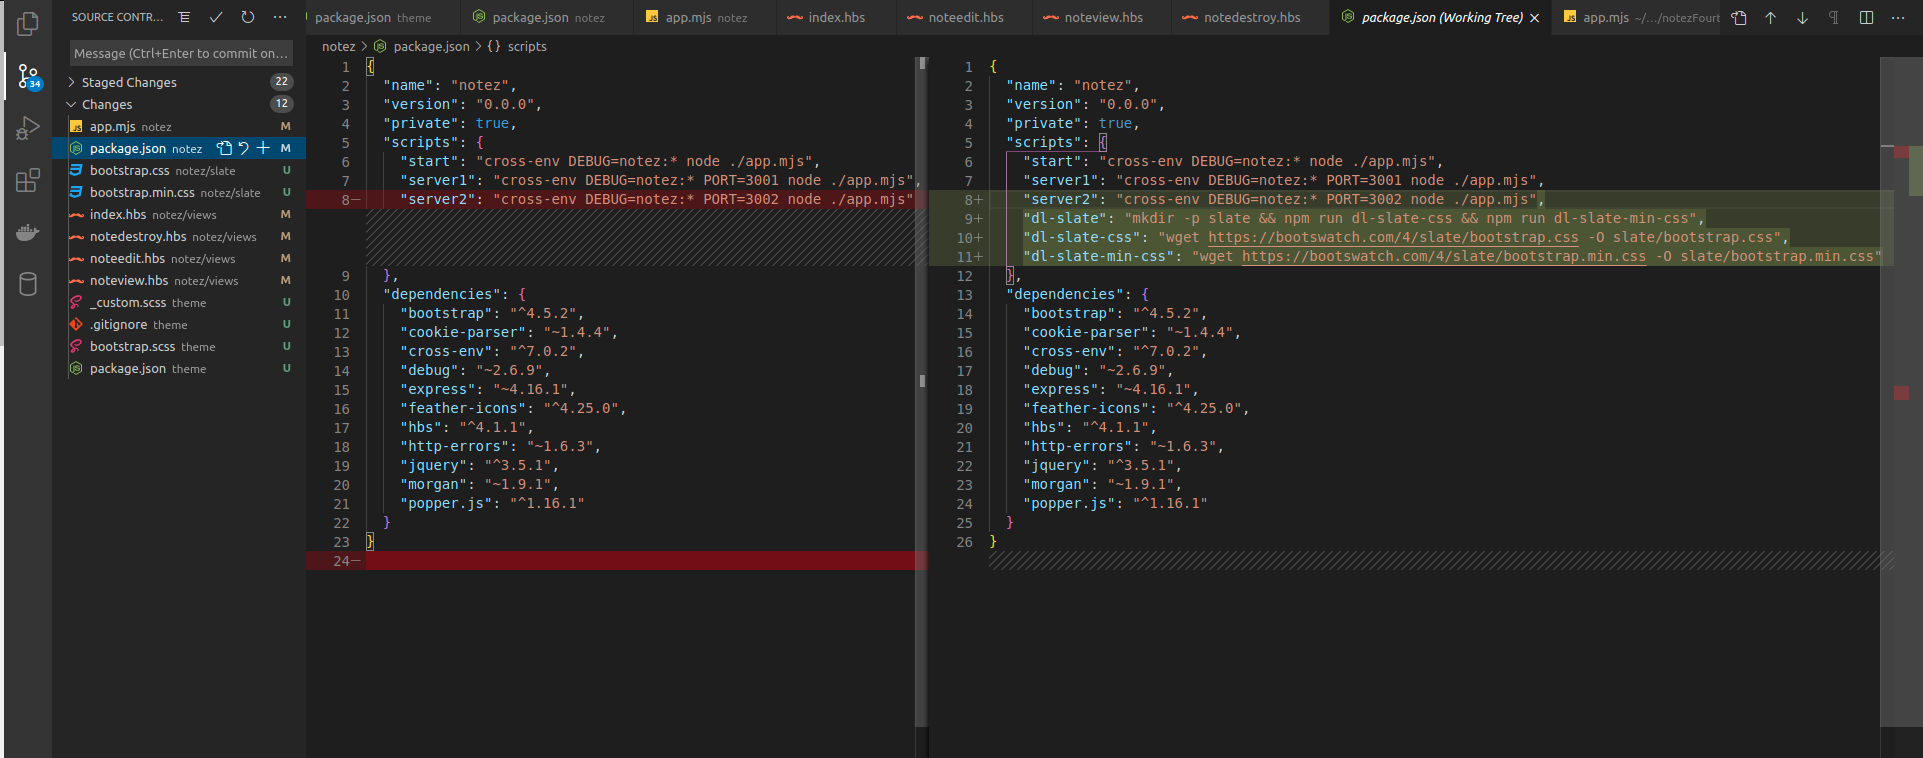 SOURCE CONTR...
package.json theme
package.json notez
app.mjs notez
index.hbs
noteedit.hbs
noteview.hbs
notedestroy.hbs
package.json (Working Tree)
app.mjs ~/.../notezFourt
Message (Ctrl+Enter to commit on...
34
Staged Changes 22
Changes 12
app.mjs notez M
package.json notez M
bootstrap.css notez/slate U
bootstrap.min.css notez/slate U
index.hbs notez/views M
notedestroy.hbs notez/views M
noteedit.hbs notez/views M
noteview.hbs notez/views M
_custom.scss theme U
.gitignore theme U
bootstrap.scss theme U
package.json theme U
notez > package.json > {} scripts
1 {
2 "name": "notez",
3 "version": "0.0.0",
4 "private": true,
5 "scripts": {
6 "start": "cross-env DEBUG=notez:* node ./app.mjs",
7 "server1": "cross-env DEBUG=notez:* PORT=3001 node ./app.mjs",
8− "server2": "cross-env DEBUG=notez:* PORT=3002 node ./app.mjs"
9 },
10 "dependencies": {
11 "bootstrap": "^4.5.2",
12 "cookie-parser": "~1.4.4",
13 "cross-env": "^7.0.2",
14 "debug": "~2.6.9",
15 "express": "~4.16.1",
16 "feather-icons": "^4.25.0",
17 "hbs": "^4.1.1",
18 "http-errors": "~1.6.3",
19 "jquery": "^3.5.1",
20 "morgan": "~1.9.1",
21 "popper.js": "^1.16.1"
22 }
23 }
24−
1 {
2 "name": "notez",
3 "version": "0.0.0",
4 "private": true,
5 "scripts": {
6 "start": "cross-env DEBUG=notez:* node ./app.mjs",
7 "server1": "cross-env DEBUG=notez:* PORT=3001 node ./app.mjs",
8+ "server2": "cross-env DEBUG=notez:* PORT=3002 node ./app.mjs",
9+ "dl-slate": "mkdir -p slate && npm run dl-slate-css && npm run dl-slate-min-css",
10+ "dl-slate-css": "wget https://bootswatch.com/4/slate/bootstrap.css -O slate/bootstrap.css",
11+ "dl-slate-min-css": "wget https://bootswatch.com/4/slate/bootstrap.min.css -O slate/bootstrap.min.css"
12 },
13 "dependencies": {
14 "bootstrap": "^4.5.2",
15 "cookie-parser": "~1.4.4",
16 "cross-env": "^7.0.2",
17 "debug": "~2.6.9",
18 "express": "~4.16.1",
19 "feather-icons": "^4.25.0",
20 "hbs": "^4.1.1",
21 "http-errors": "~1.6.3",
22 "jquery": "^3.5.1",
23 "morgan": "~1.9.1",
24 "popper.js": "^1.16.1"
25 }
26 }